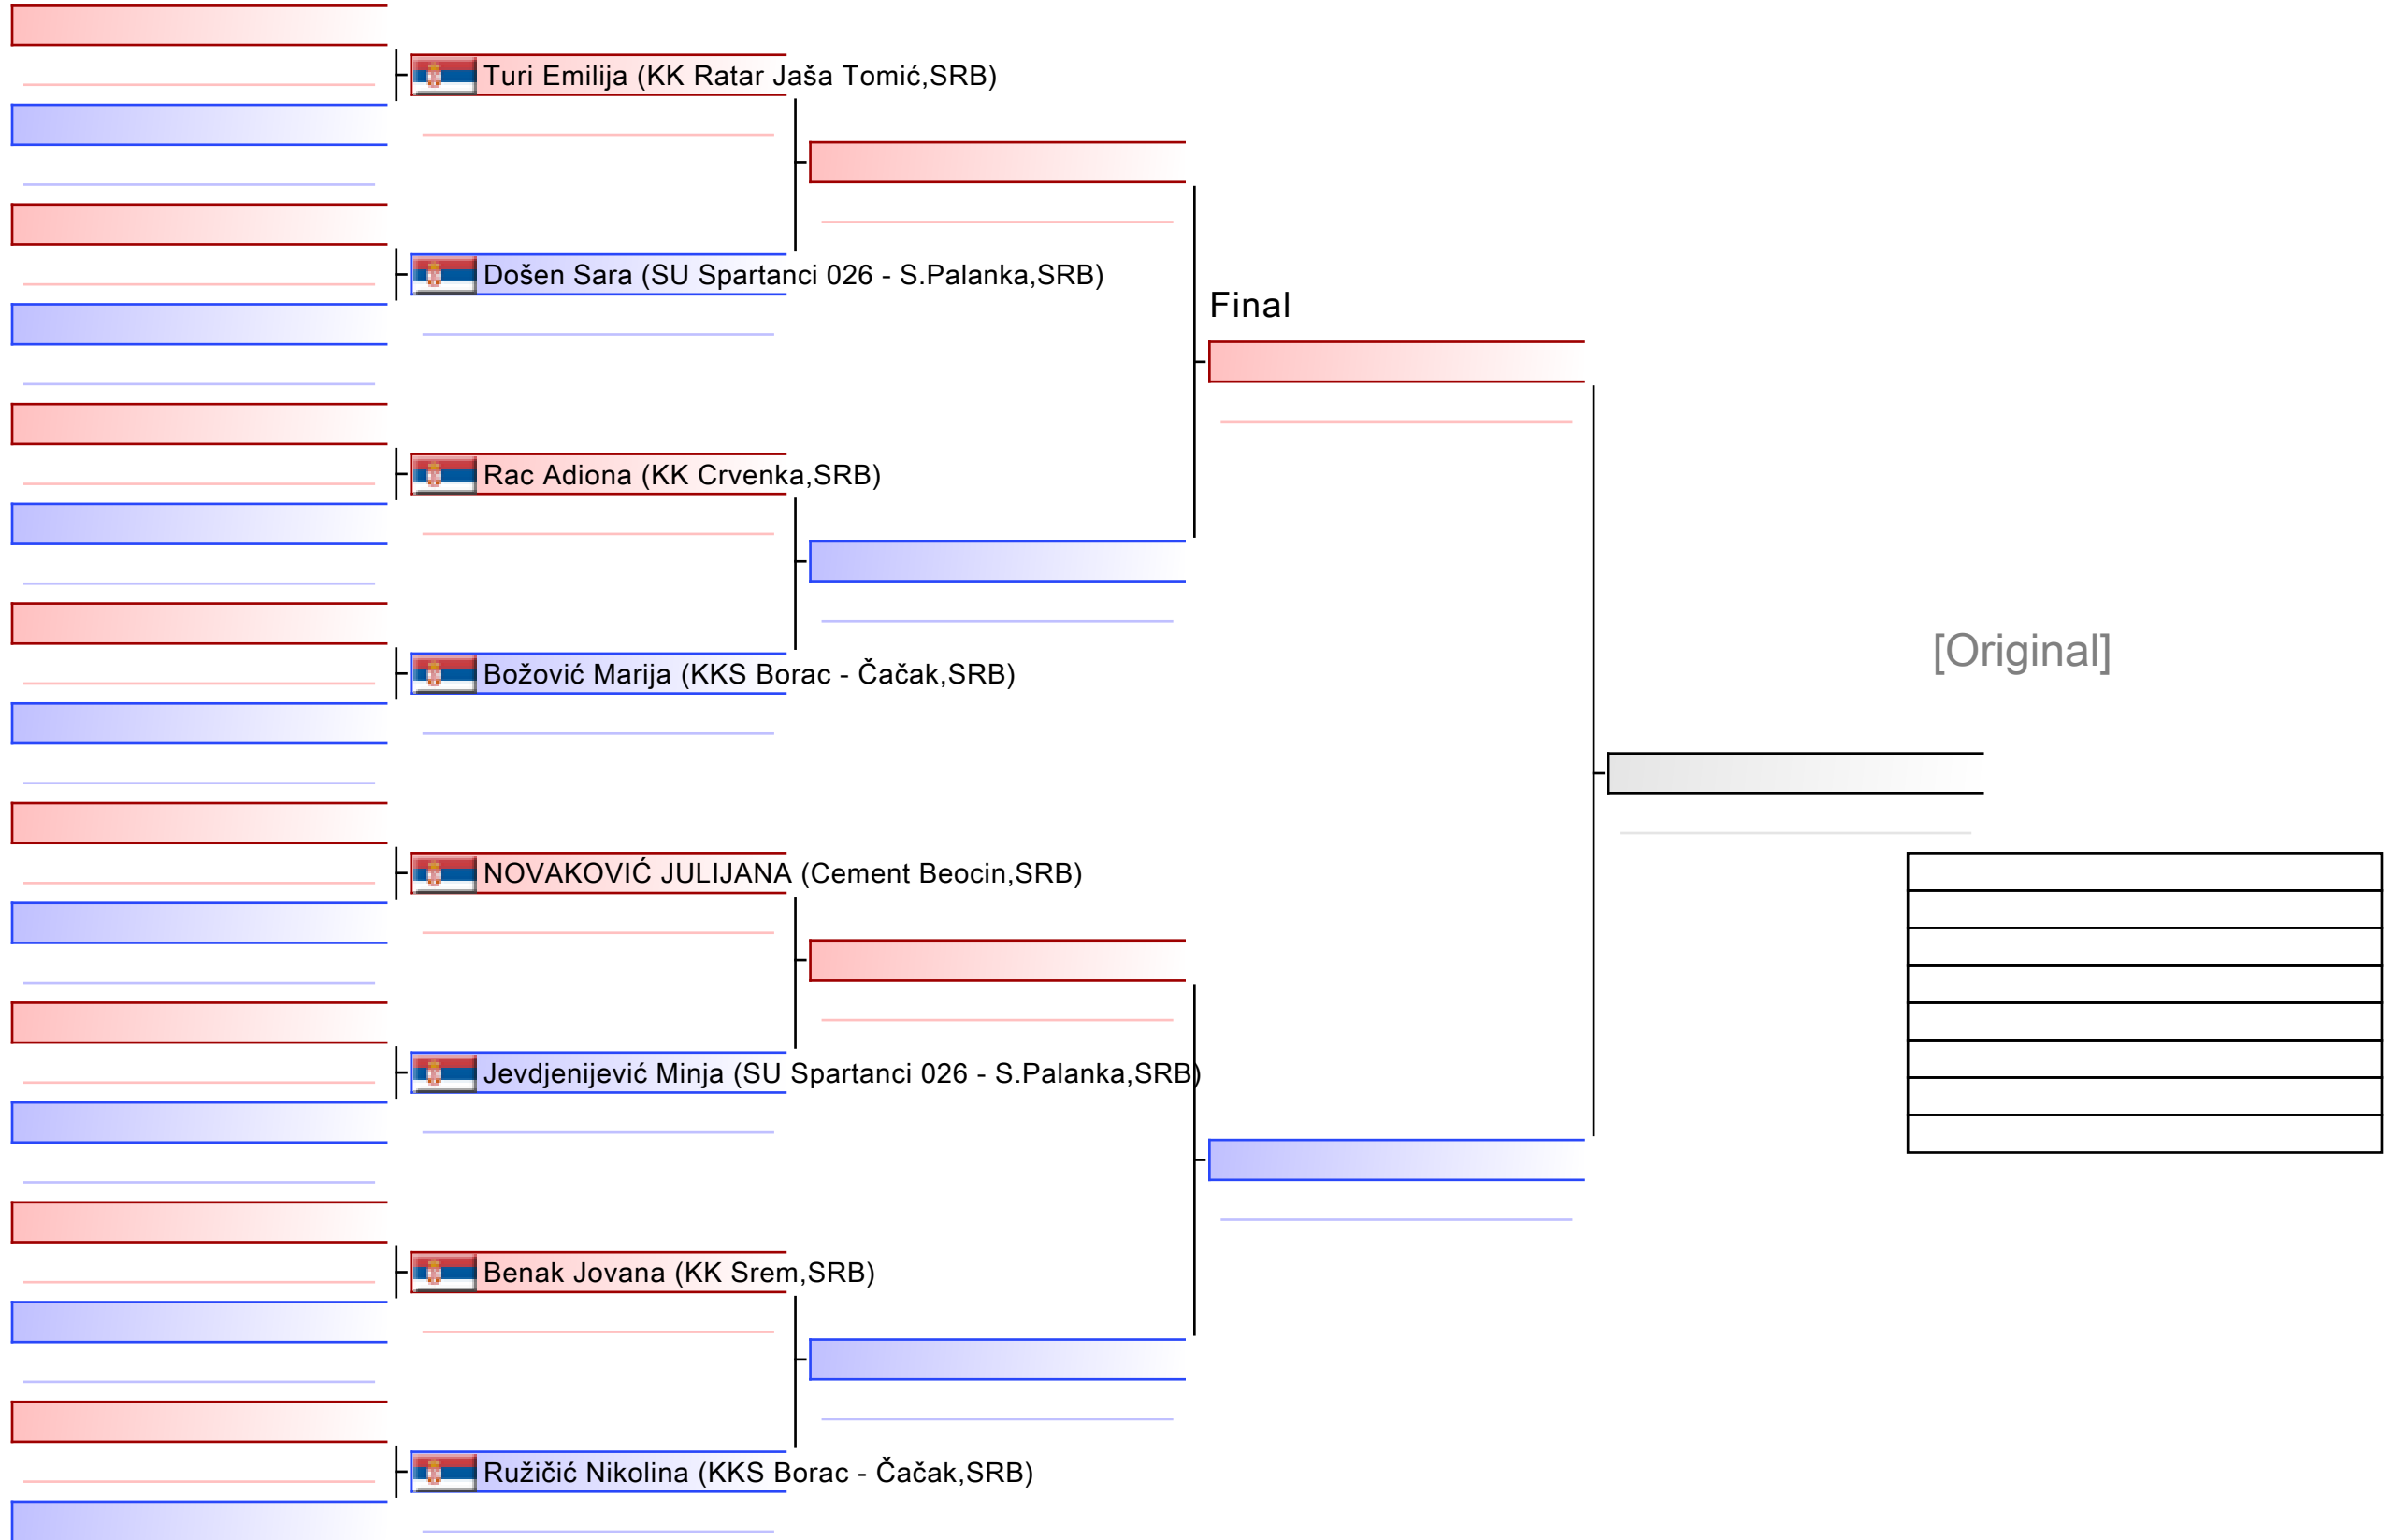 Turi Emilija (KK Ratar Jaša Tomić,SRB)
Došen Sara (SU Spartanci 026 - S.Palanka,SRB)
Final
Rac Adiona (KK Crvenka,SRB)
[Original]
Božović Marija (KKS Borac - Čačak,SRB)
NOVAKOVIĆ JULIJANA (Cement Beocin,SRB)
Jevdjenijević Minja (SU Spartanci 026 - S.Palanka,SRB)
Benak Jovana (KK Srem,SRB)
Ružičić Nikolina (KKS Borac - Čačak,SRB)